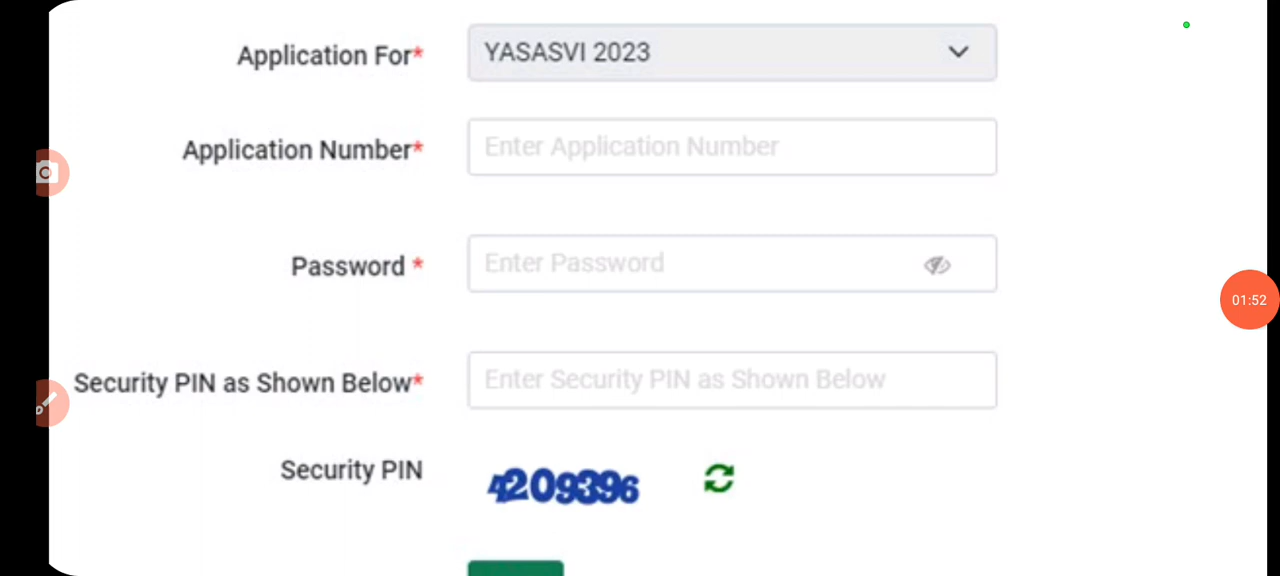 Application For* YASASVI 2023
Application Number* Enter Application Number
Password * Enter Password
01:52
Security PIN as Shown Below* Enter Security PIN as Shown Below
Security PIN 4209396